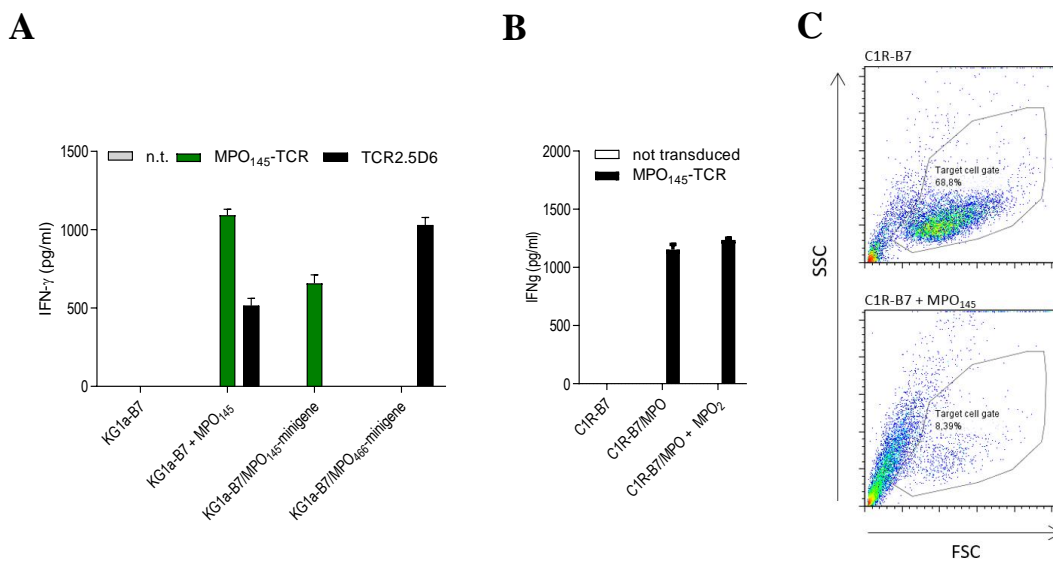 A
n.t. MPO₁₄₅-TCR TCR2.5D6
IFN-γ (pg/ml)
1500
1000
500
0
KG1a-B7
KG1a-B7 + MPO₁₄₅
KG1a-B7/MPO₁₄₅-minigene
KG1a-B7/MPO₄₆₆-minigene
B
not transduced
MPO₁₄₅-TCR
IFNg (pg/ml)
2000
1500
1000
500
0
C1R-B7
C1R-B7/MPO
C1R-B7/MPO + MPO₂
C
C1R-B7
Target cell gate
68,8%
SSC
C1R-B7 + MPO₁₄₅
Target cell gate
8,39%
FSC